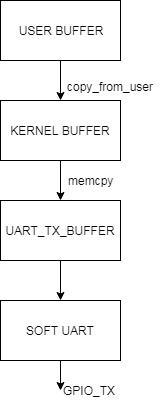 USER BUFFER
copy_from_user
KERNEL BUFFER
memcpy
UART_TX_BUFFER
SOFT UART
GPIO_TX